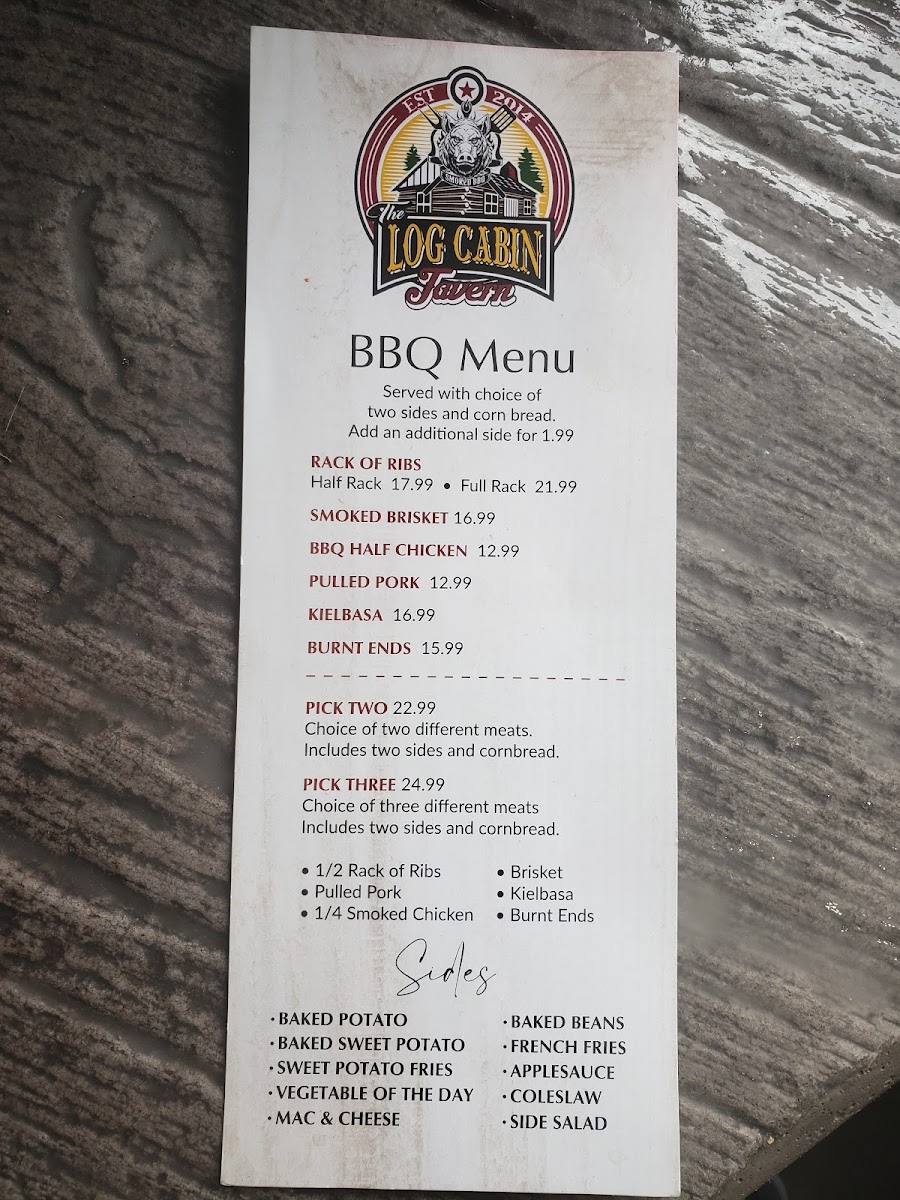 EST 2014
SMOKED BBQ
The
LOG CABIN
Tavern
BBQ Menu
Served with choice of
two sides and corn bread.
Add an additional side for 1.99
RACK OF RIBS
Half Rack 17.99 • Full Rack 21.99
SMOKED BRISKET 16.99
BBQ HALF CHICKEN 12.99
PULLED PORK 12.99
KIELBASA 16.99
BURNT ENDS 15.99
PICK TWO 22.99
Choice of two different meats.
Includes two sides and cornbread.
PICK THREE 24.99
Choice of three different meats
Includes two sides and cornbread.
• 1/2 Rack of Ribs
• Pulled Pork
• 1/4 Smoked Chicken
• Brisket
• Kielbasa
• Burnt Ends
Sides
· BAKED POTATO
· BAKED SWEET POTATO
· SWEET POTATO FRIES
· VEGETABLE OF THE DAY
· MAC & CHEESE
· BAKED BEANS
· FRENCH FRIES
· APPLESAUCE
· COLESLAW
· SIDE SALAD